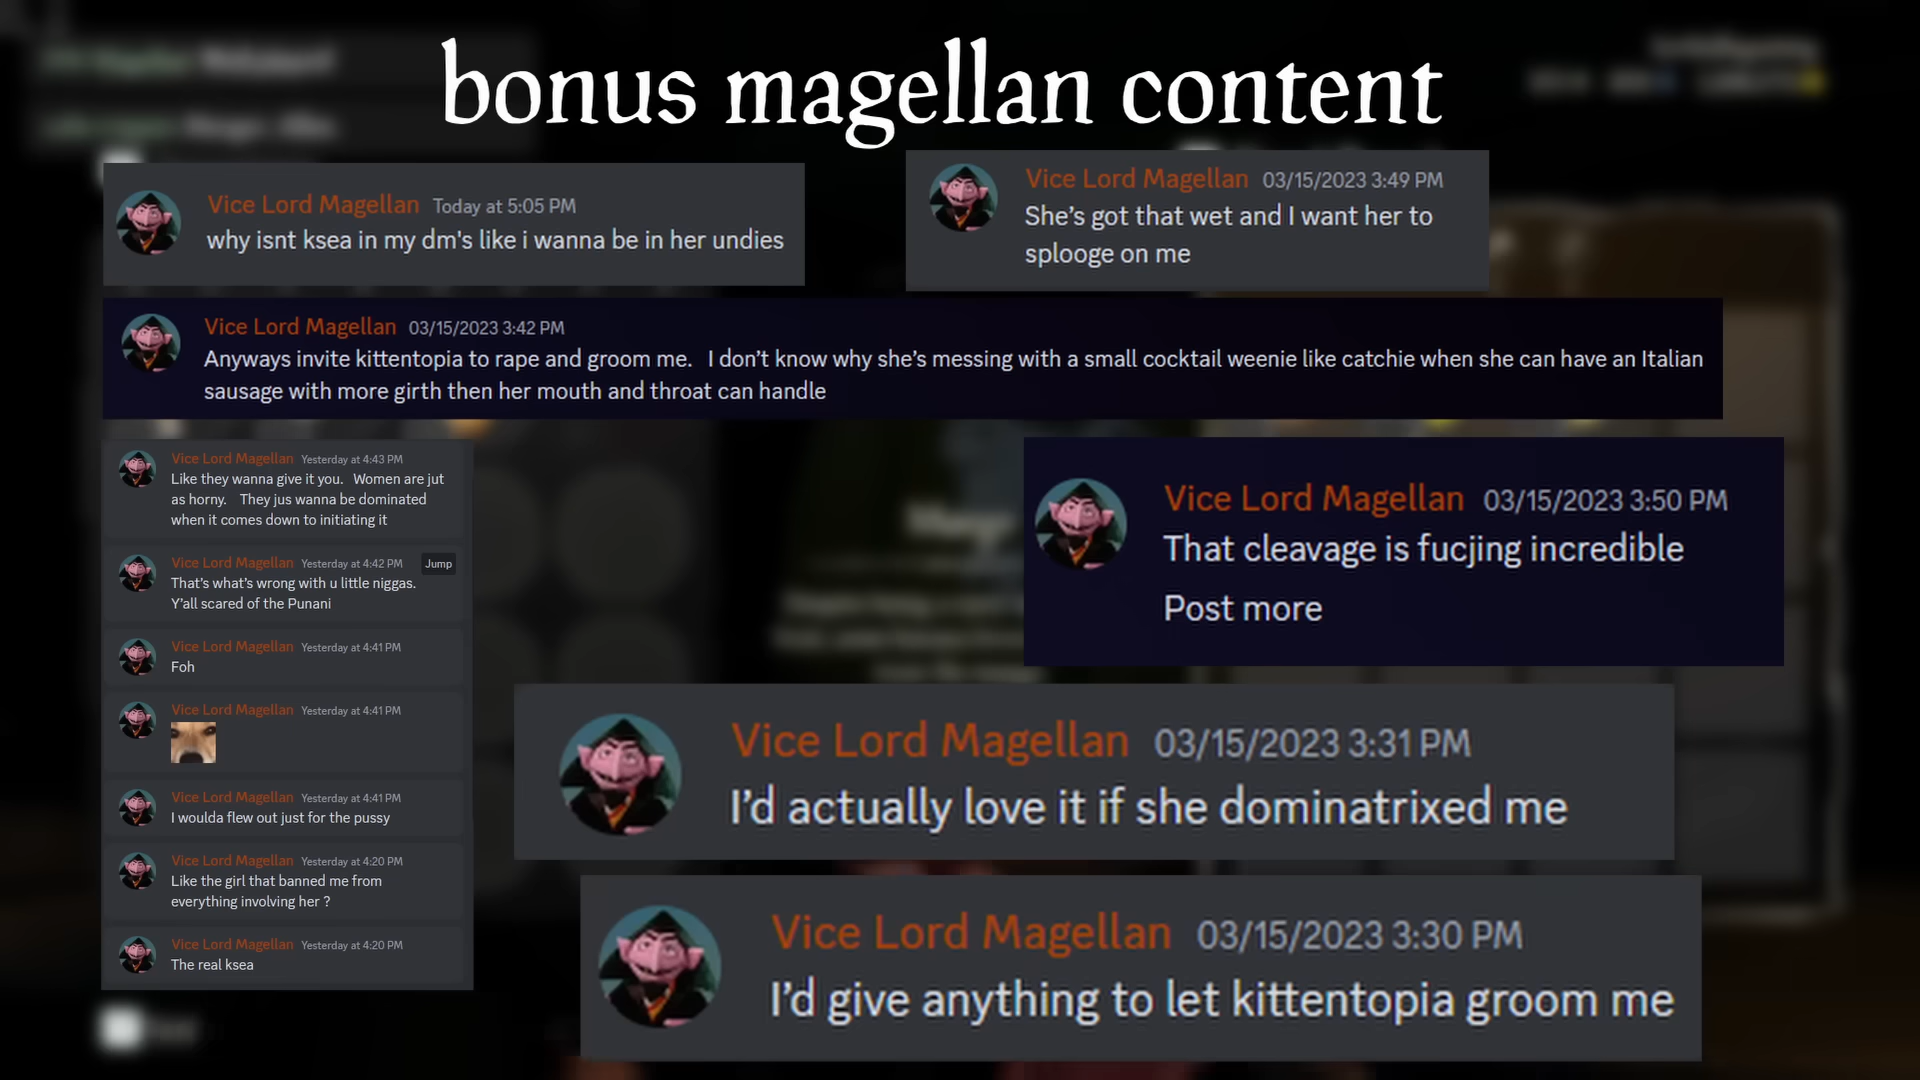 bonus magellan content
Vice Lord Magellan Today at 5:05 PM
why isnt ksea in my dm's like i wanna be in her undies
Vice Lord Magellan 03/15/2023 3:49 PM
She's got that wet and I want her to
splooge on me
Vice Lord Magellan 03/15/2023 3:42 PM
Anyways invite kittentopia to rape and groom me. I don't know why she's messing with a small cocktail weenie like catchie when she can have an Italian
sausage with more girth then her mouth and throat can handle
Vice Lord Magellan Yesterday at 4:43 PM
Like they wanna give it you. Women are jut
as horny. They jus wanna be dominated
when it comes down to initiating it
Vice Lord Magellan Yesterday at 4:42 PM Jump
That's what's wrong with u little niggas.
Y'all scared of the Punani
Vice Lord Magellan Yesterday at 4:41 PM
Foh
Vice Lord Magellan Yesterday at 4:41 PM
Vice Lord Magellan Yesterday at 4:41 PM
I woulda flew out just for the pussy
Vice Lord Magellan Yesterday at 4:20 PM
Like the girl that banned me from
everything involving her ?
Vice Lord Magellan Yesterday at 4:20 PM
The real ksea
Vice Lord Magellan 03/15/2023 3:50 PM
That cleavage is fucjing incredible
Post more
Vice Lord Magellan 03/15/2023 3:31 PM
I'd actually love it if she dominatrixed me
Vice Lord Magellan 03/15/2023 3:30 PM
I'd give anything to let kittentopia groom me